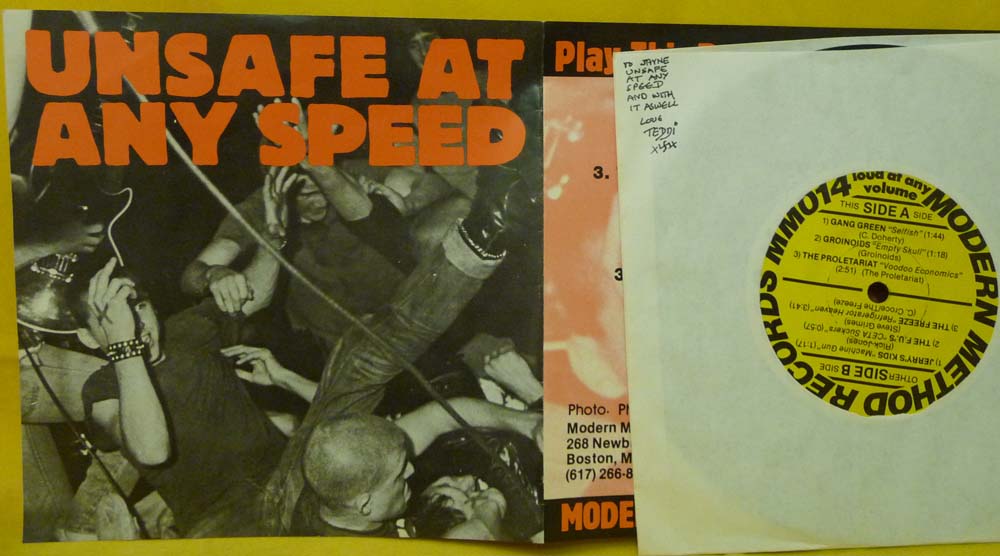 UNSAFE AT
ANY SPEED
Play This
3.
3
Photo: Ph
Modern M
268 Newb
Boston, M
(617) 266-8
MODE
TO JAYNE
UNSAFE
AT ANY
SPEED
AND WITH
IT ASWELL
LOVE
TEDDi
MODERN METHOD RECORDS MM014
loud at any
volume
THIS SIDE A SIDE
1) GANG GREEN "Selfish" (1:44)
(C. Doherty)
2) GROINOIDS "Empty Skull" (1:18)
(Groinoids)
3) THE PROLETARIAT "Voodoo Economics"
(2:51) (The Proletariat)
OTHER SIDE B SIDE
1) JERRY'S KIDS "Machine Gun" (1:17)
(Rick-Jones)
2) THE F.U.'S "CETA Suckers" (0:57)
Steve Grimes)
3) THE FREEZE "Refrigerator Heaven" (3:41)
(C. Croce/The Freeze)